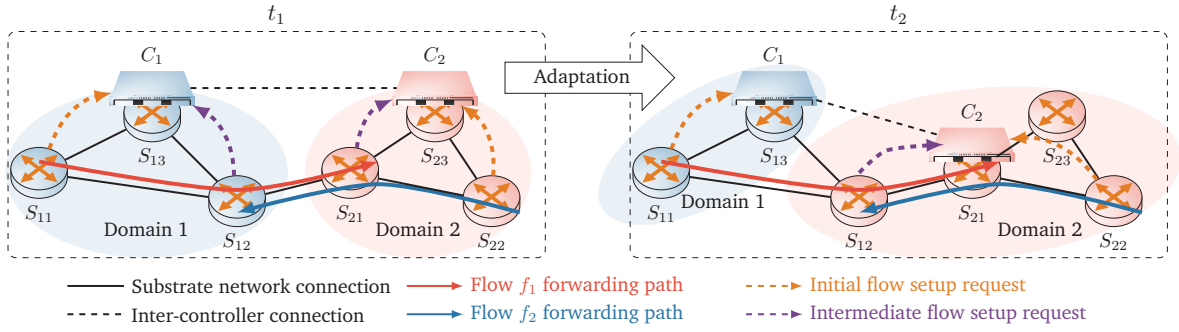 t₁
t₂
C₁
C₂
Adaptation
C₁
C₂
S₁₃
S₂₃
S₁₃
S₂₃
S₁₁
S₂₁
S₁₁
S₂₁
Domain 1
S₁₂
Domain 2
S₂₂
Domain 1
S₁₂
Domain 2
S₂₂
Substrate network connection
Flow f₁ forwarding path
Initial flow setup request
Inter-controller connection
Flow f₂ forwarding path
Intermediate flow setup request